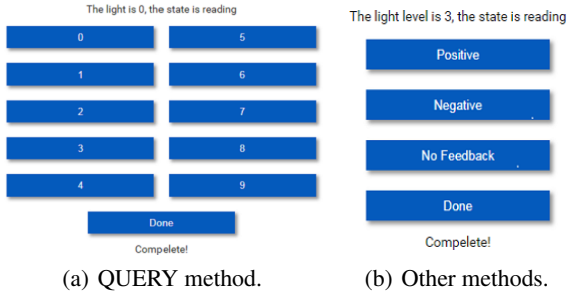 The light is 0, the state is reading
0 5
1 6
2 7
3 8
4 9
Done
Compelete!
(a) QUERY method.
The light level is 3, the state is reading
Positive
Negative
No Feedback
Done
Compelete!
(b) Other methods.